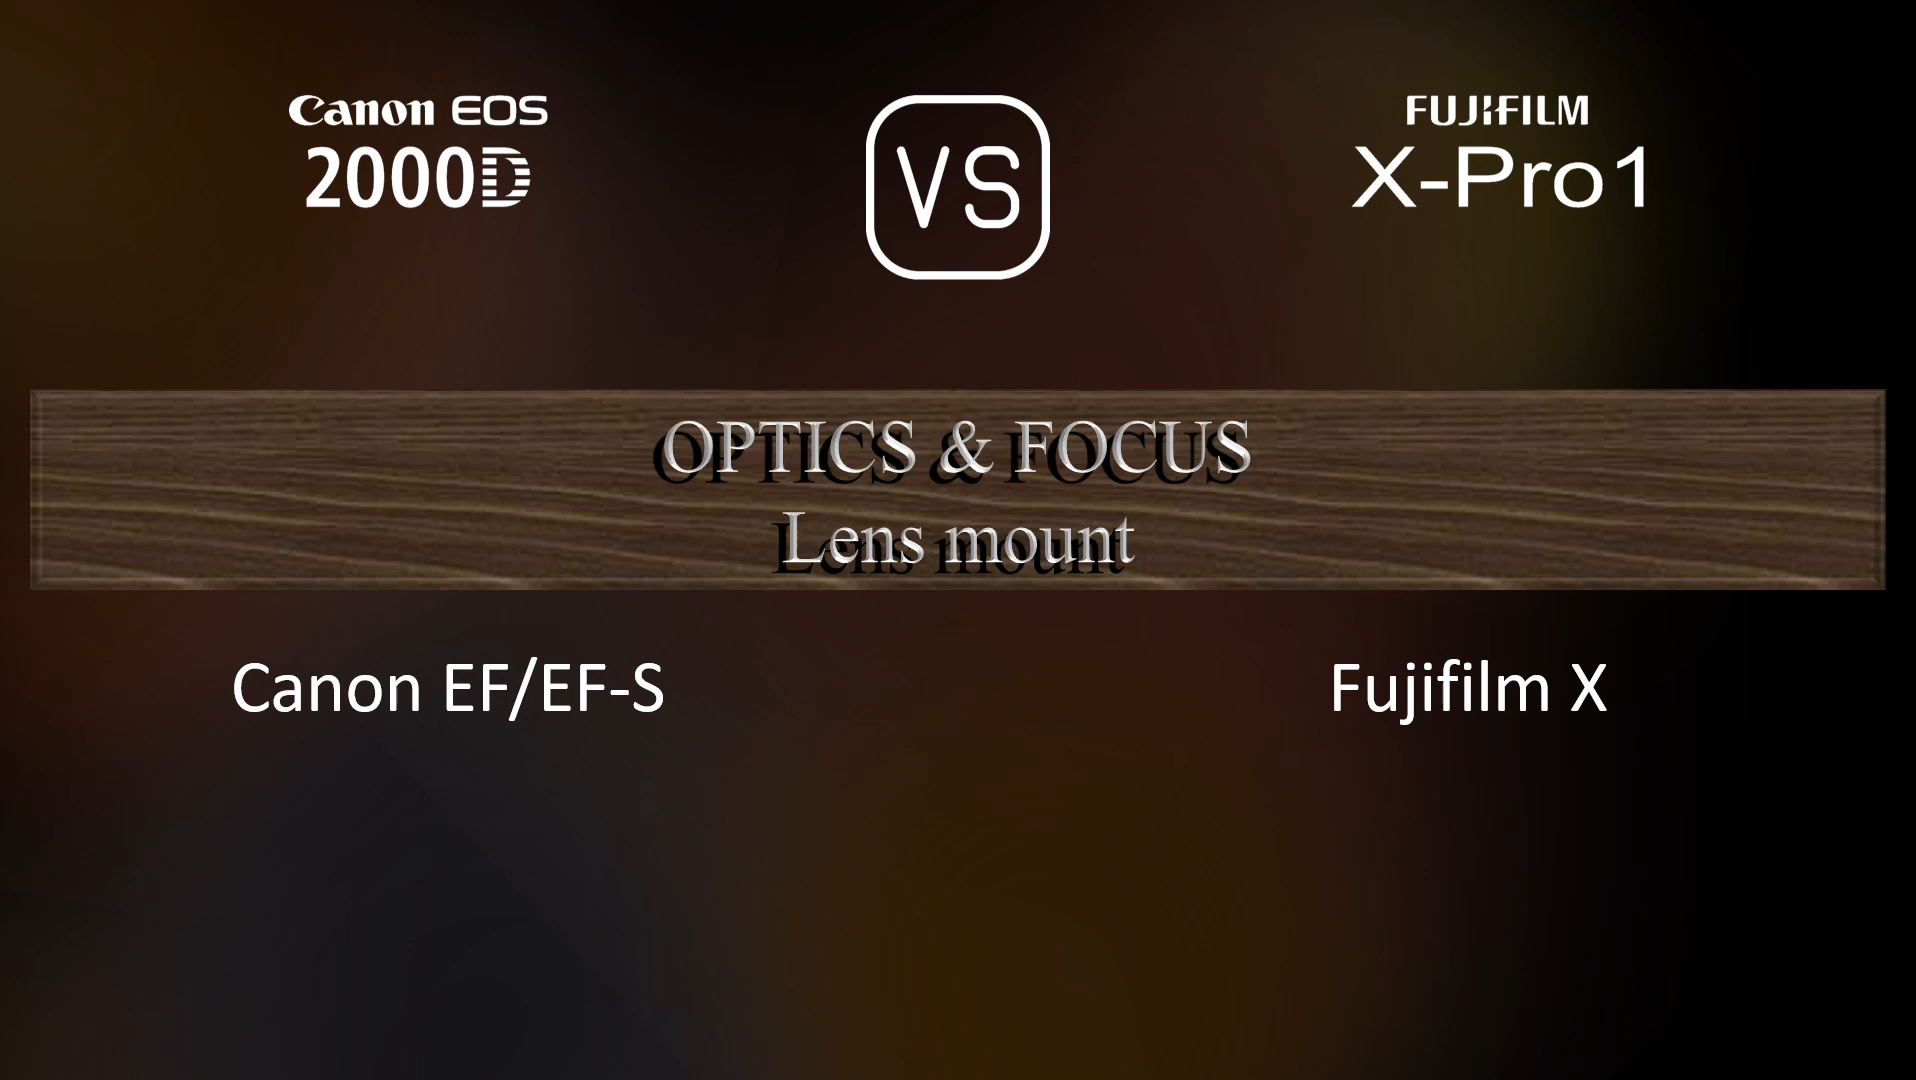 Canon EOS
2000D
VS
FUJIFILM
X-Pro1
OPTICS & FOCUS
Lens mount
Canon EF/EF-S
Fujifilm X